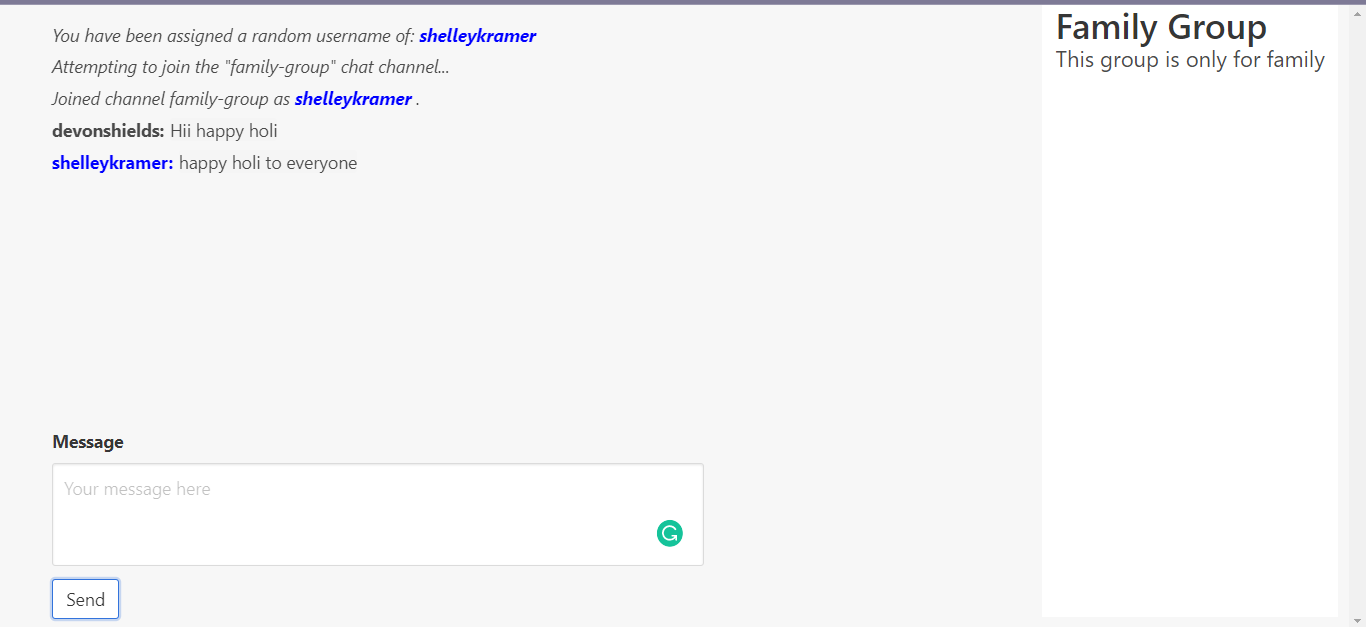 You have been assigned a random username of: shelleykramer
Attempting to join the "family-group" chat channel...
Joined channel family-group as shelleykramer .
devonshields: Hii happy holi
shelleykramer: happy holi to everyone
Message
Your message here
Send
Family Group
This group is only for family